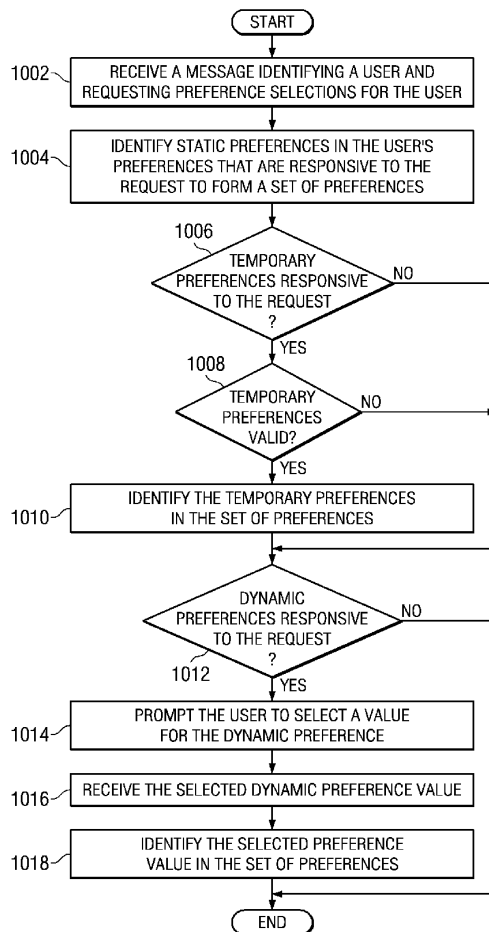 START
1002
RECEIVE A MESSAGE IDENTIFYING A USER AND
REQUESTING PREFERENCE SELECTIONS FOR THE USER
1004
IDENTIFY STATIC PREFERENCES IN THE USER'S
PREFERENCES THAT ARE RESPONSIVE TO THE
REQUEST TO FORM A SET OF PREFERENCES
1006
TEMPORARY
PREFERENCES RESPONSIVE
TO THE REQUEST
?
NO
YES
1008
TEMPORARY
PREFERENCES
VALID?
NO
YES
1010
IDENTIFY THE TEMPORARY PREFERENCES
IN THE SET OF PREFERENCES
DYNAMIC
PREFERENCES RESPONSIVE
TO THE REQUEST
?
NO
1012
YES
1014
PROMPT THE USER TO SELECT A VALUE
FOR THE DYNAMIC PREFERENCE
1016
RECEIVE THE SELECTED DYNAMIC PREFERENCE VALUE
1018
IDENTIFY THE SELECTED PREFERENCE
VALUE IN THE SET OF PREFERENCES
END